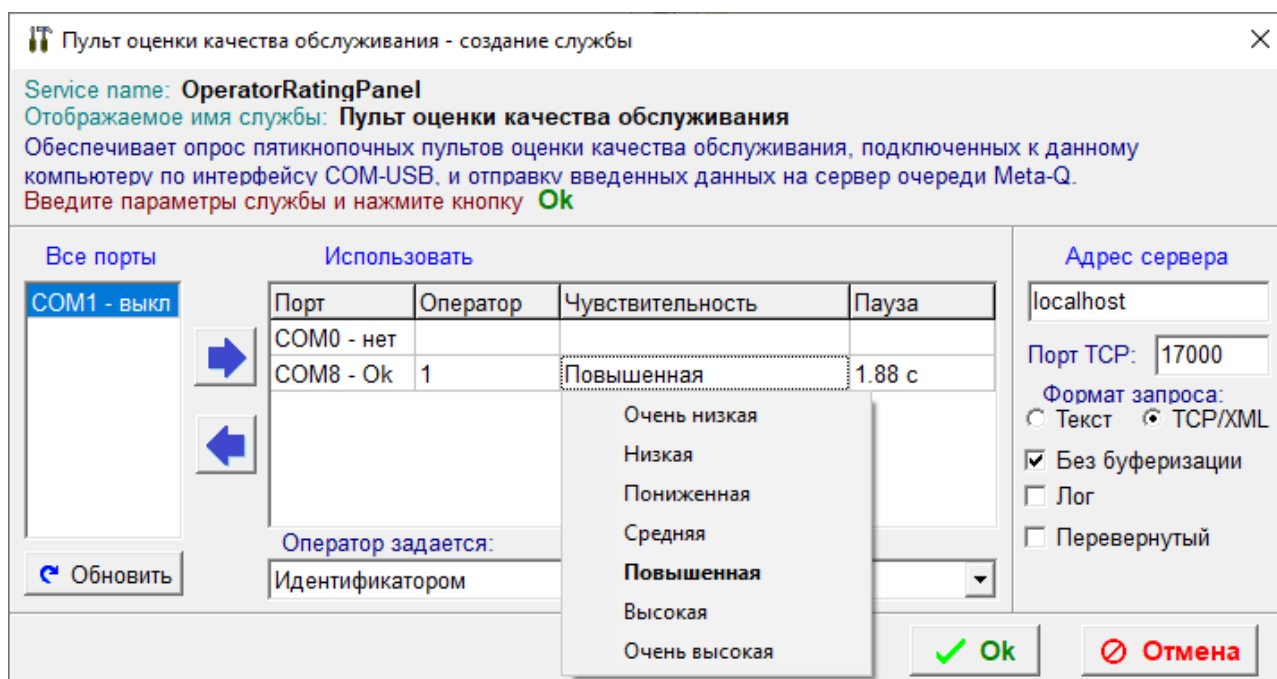 Пульт оценки качества обслуживания - создание службы
Service name: OperatorRatingPanel
Отображаемое имя службы: Пульт оценки качества обслуживания
Обеспечивает опрос пятикнопочных пультов оценки качества обслуживания, подключенных к данному
компьютеру по интерфейсу COM-USB, и отправку введенных данных на сервер очереди Meta-Q.
Введите параметры службы и нажмите кнопку Ok
Все порты
COM1 - выкл
Обновить
Использовать
Порт Оператор Чувствительность Пауза
COM0 - нет
COM8 - Ok 1 Повышенная 1.88 с
Очень низкая
Низкая
Пониженная
Средняя
Повышенная
Высокая
Очень высокая
Оператор задается:
Идентификатором
Адрес сервера
localhost
Порт TCP: 17000
Формат запроса:
Текст TCP/XML
Без буферизации
Лог
Перевернутый
Ok Отмена